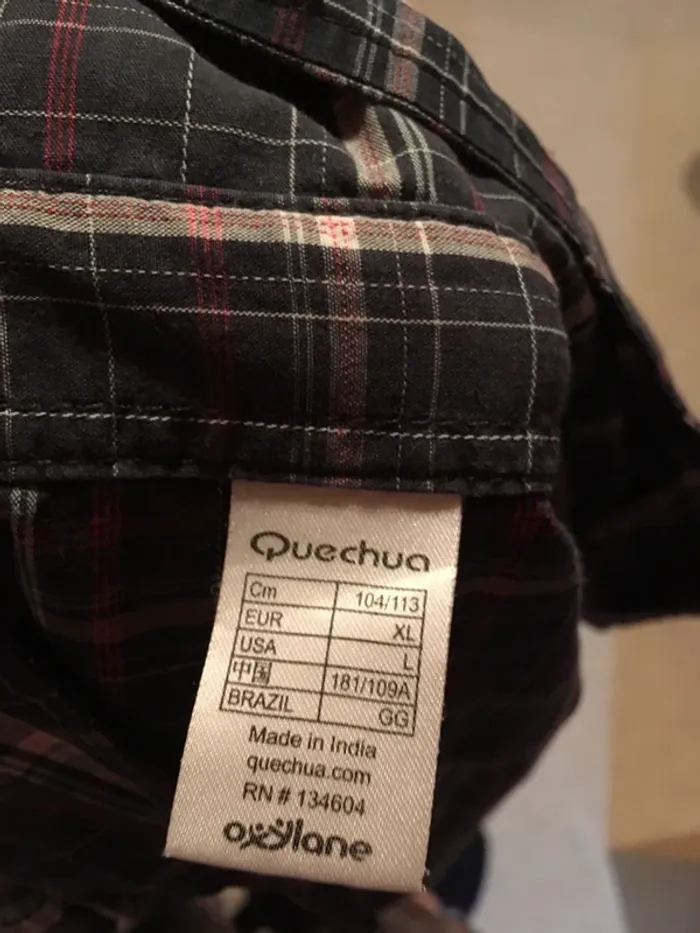 Quechua
Cm 104/113
EUR XL
USA L
中国 181/109A
BRAZIL GG
Made in India
quechua.com
RN # 134604
oxylane